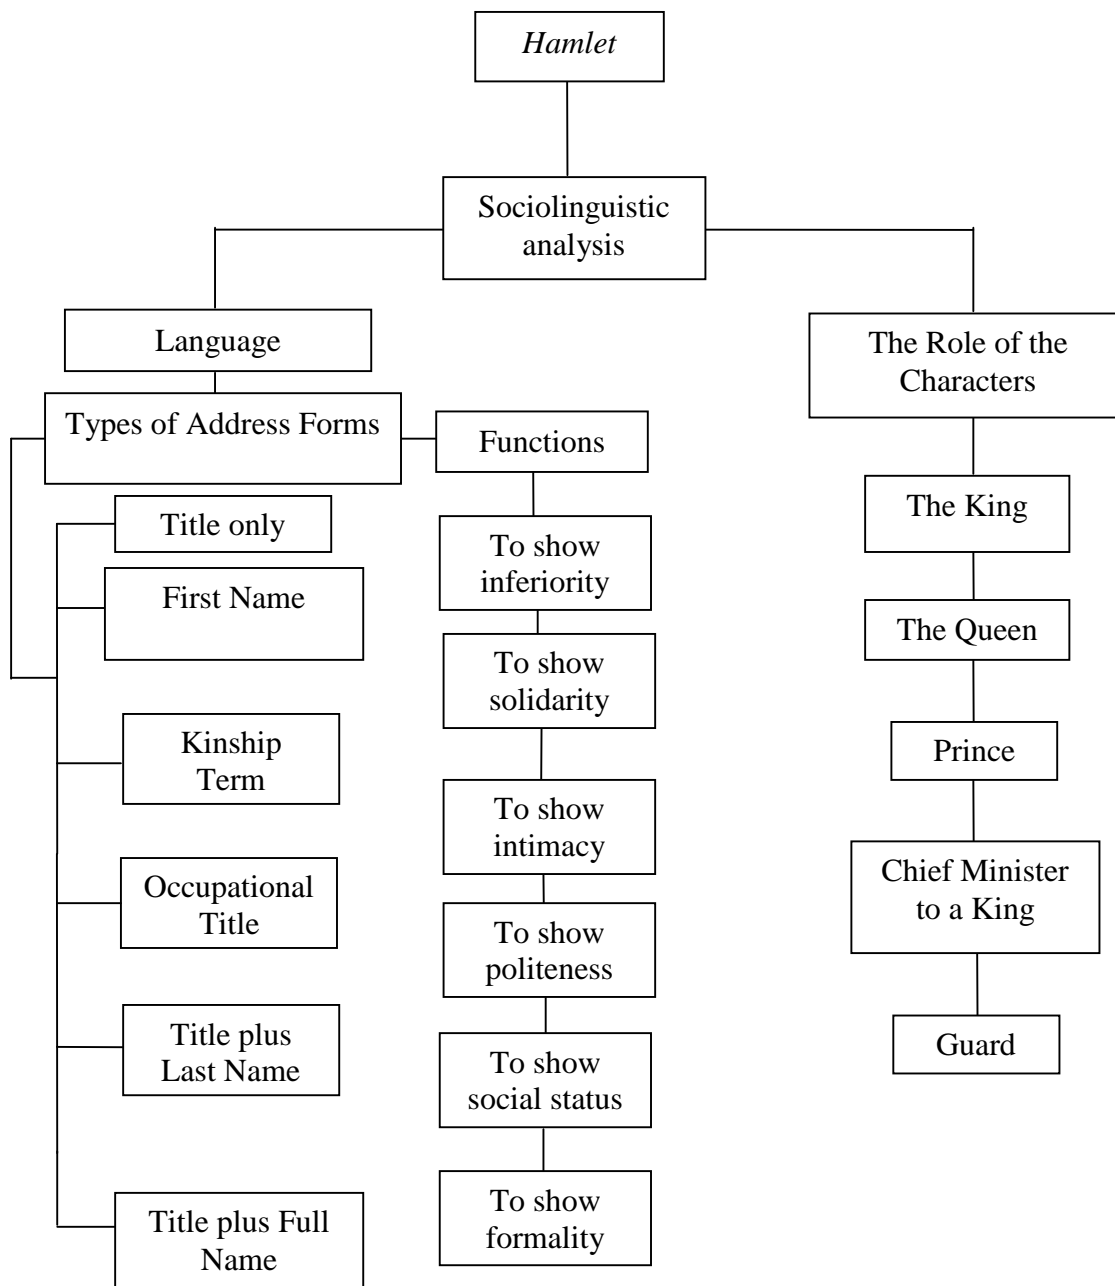 Hamlet
Sociolinguistic
analysis
Language
Types of Address Forms
Title only
First Name
Kinship
Term
Occupational
Title
Title plus
Last Name
Title plus Full
Name
Functions
To show
inferiority
To show
solidarity
To show
intimacy
To show
politeness
To show
social status
To show
formality
The Role of the
Characters
The King
The Queen
Prince
Chief Minister
to a King
Guard